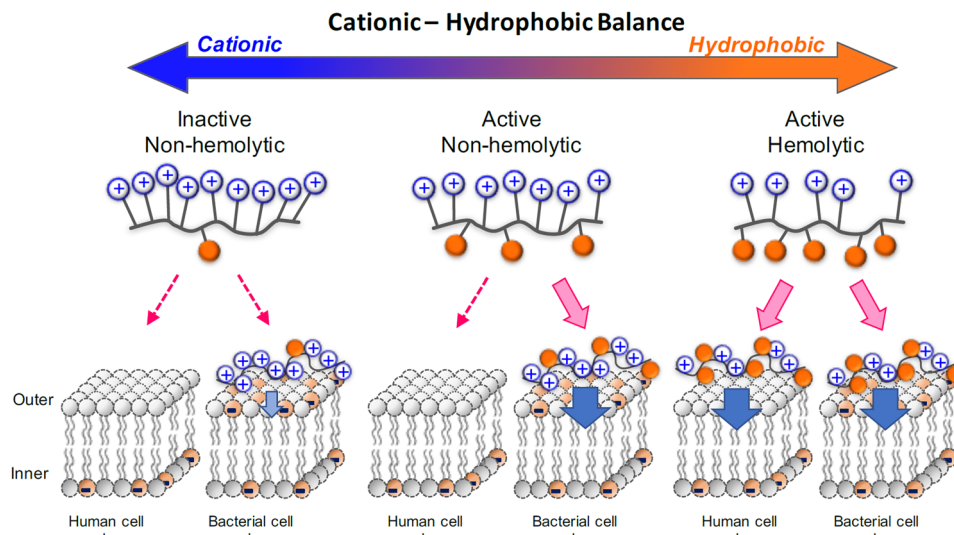 Cationic – Hydrophobic Balance
Cationic
Hydrophobic
Inactive
Non-hemolytic
Active
Non-hemolytic
Active
Hemolytic
Outer
Inner
Human cell
Bacterial cell
Human cell
Bacterial cell
Human cell
Bacterial cell